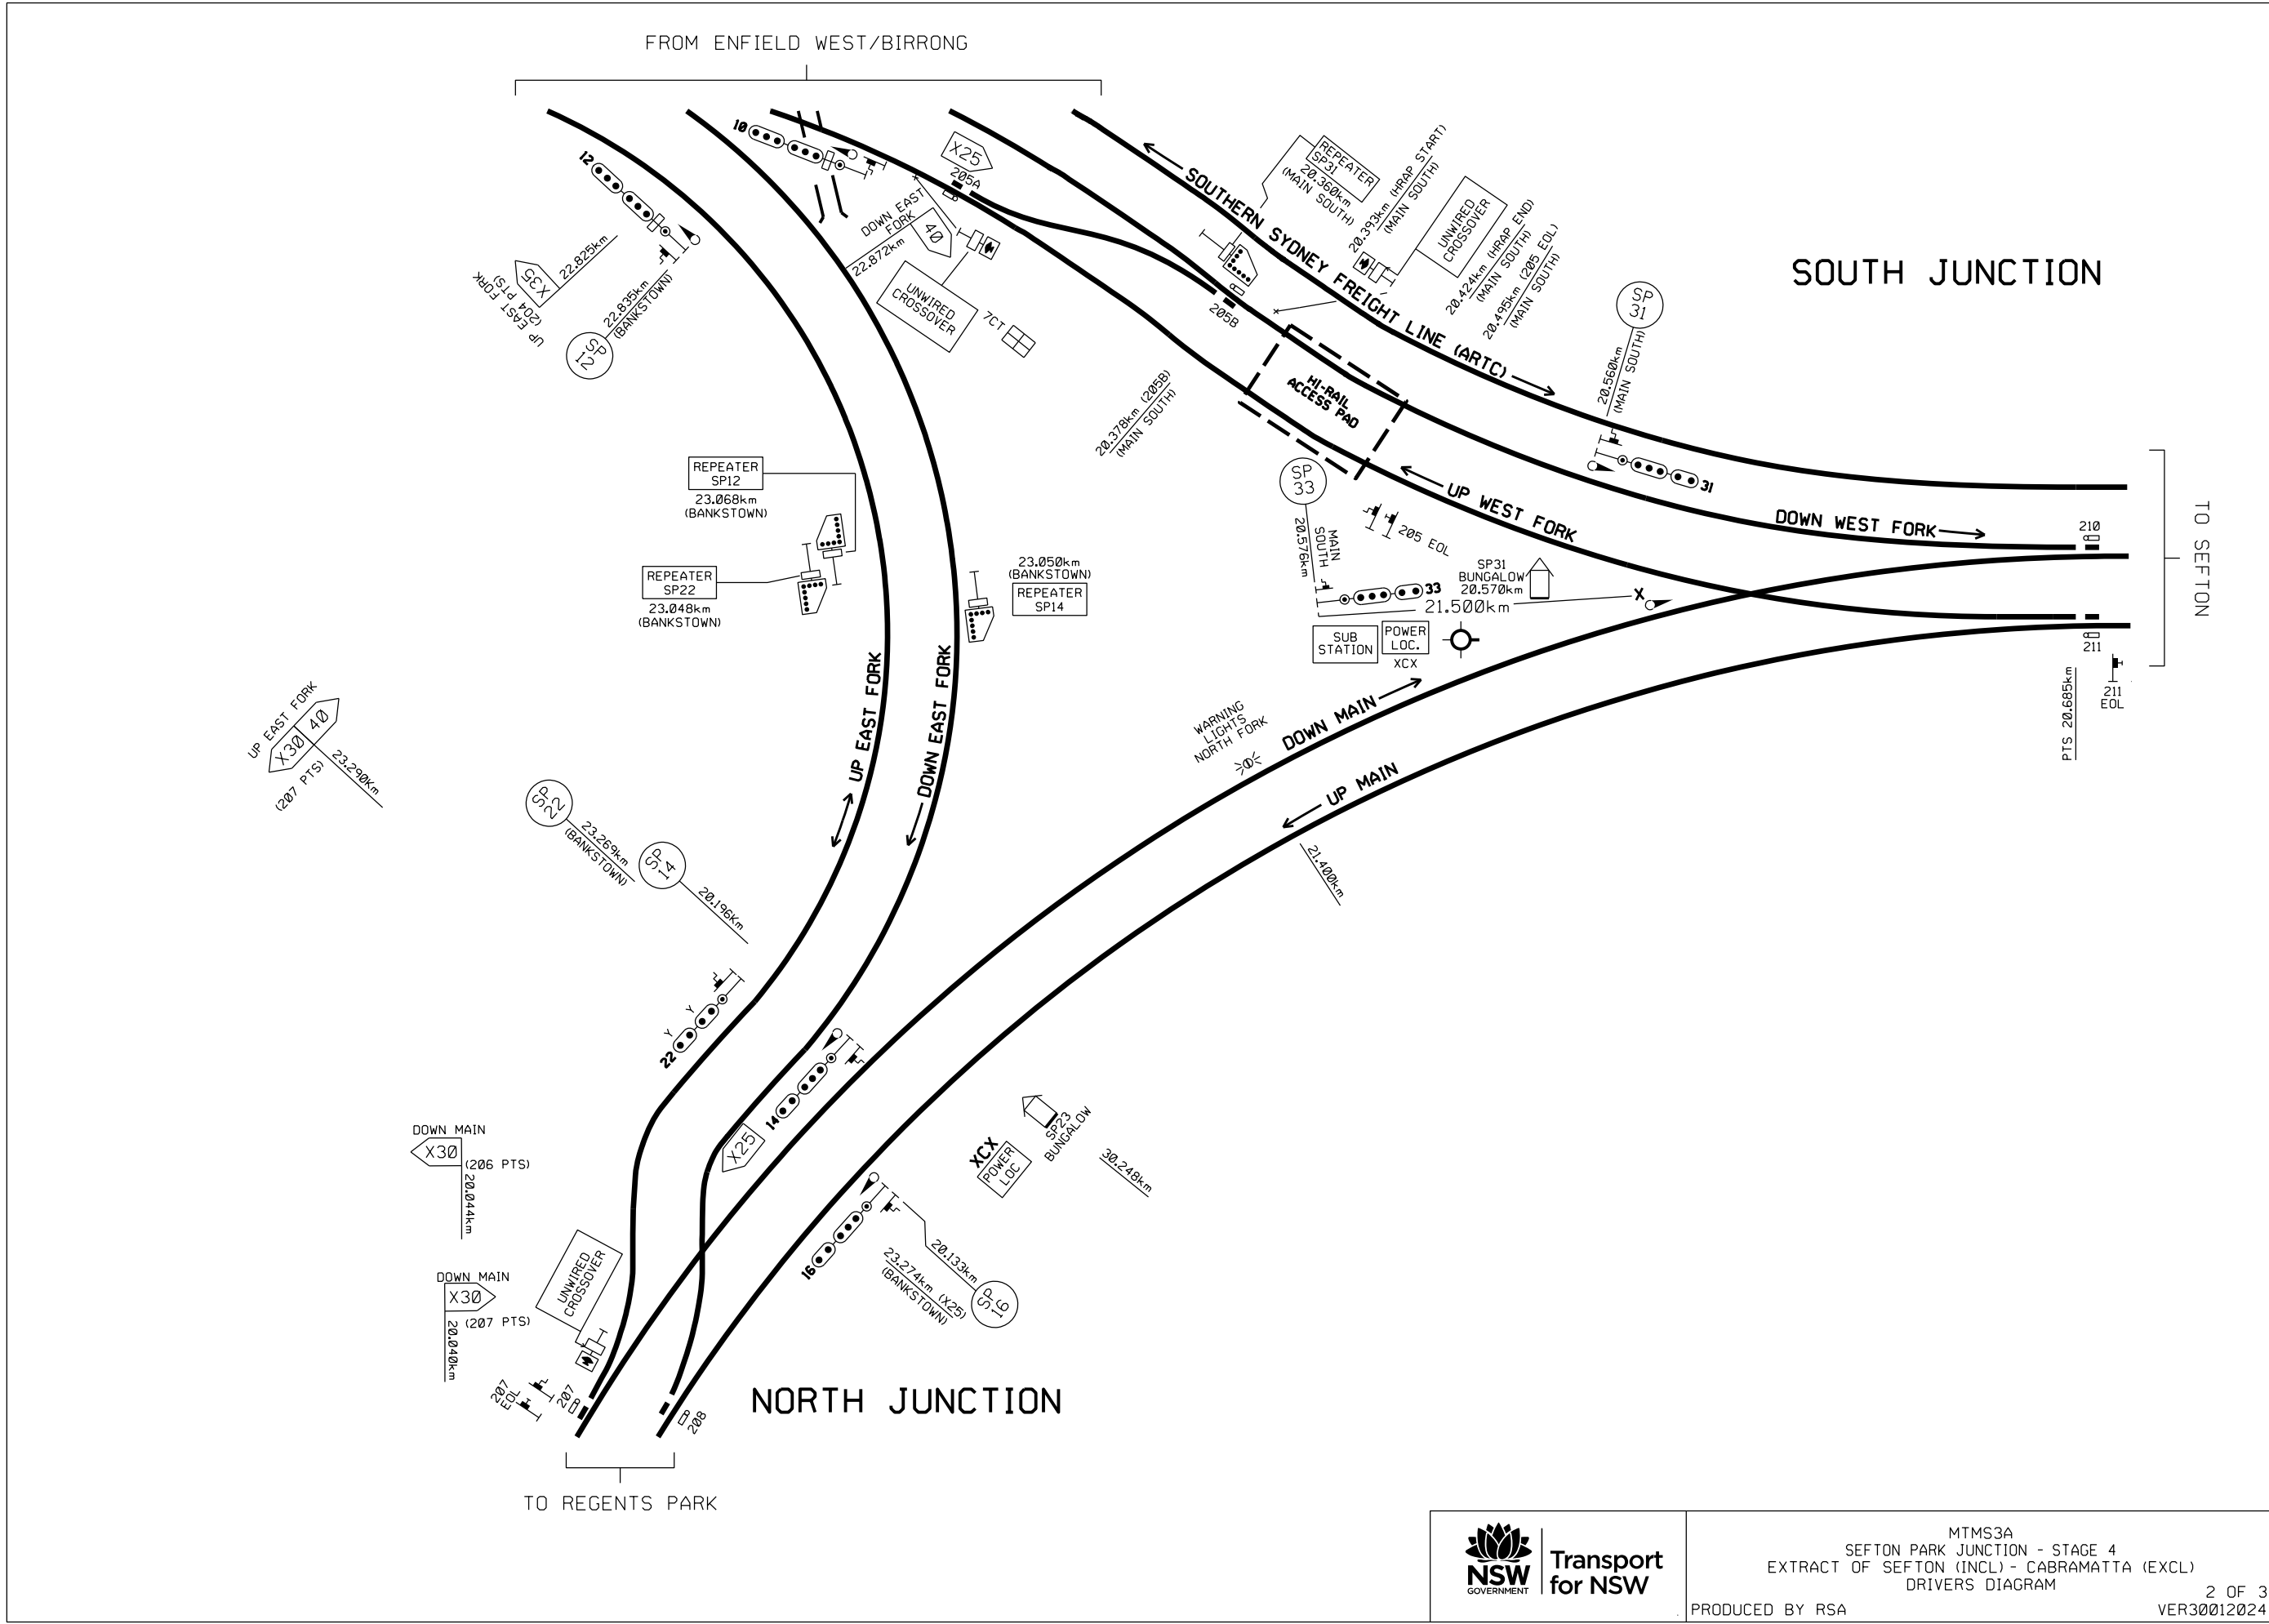 FROM ENFIELD WEST/BIRRONG
10
12
X25
205A
DOWN EAST
FORK
40
22.872km
UNWIRED
CROSSOVER
7CT
X35
22.825km
UP
EAST FORK
(204 PTS)
22.835km
(BANKSTOWN)
SP
12
SOUTHERN SYDNEY FREIGHT LINE (ARTC)
REPEATER
SP31
20.360km
(MAIN SOUTH)
20.393km (HRAP START)
(MAIN SOUTH)
UNWIRED
CROSSOVER
20.424km (HRAP END)
(MAIN SOUTH)
20.495km (205 EOL)
(MAIN SOUTH)
SOUTH JUNCTION
SP
31
20.560km
(MAIN SOUTH)
31
205B
20.378km (205B)
(MAIN SOUTH)
HI-RAIL
ACCESS PAD
SP
33
20.576km
MAIN
SOUTH
205 EOL
UP WEST FORK
DOWN WEST FORK
210
TO SEFTON
SP31
BUNGALOW
20.570km
33
21.500km
X
SUB
STATION
POWER
LOC.
XCX
211
211
EOL
PTS 20.685km
REPEATER
SP12
23.068km
(BANKSTOWN)
REPEATER
SP22
23.048km
(BANKSTOWN)
23.050km
(BANKSTOWN)
REPEATER
SP14
UP EAST FORK
DOWN EAST FORK
WARNING
LIGHTS
NORTH FORK
DOWN MAIN
UP MAIN
21.400km
UP EAST FORK
X30
40
(207 PTS)
23.290Km
SP
22
23.269km
(BANKSTOWN)
SP
14
20.196Km
Y
Y
22
14
X25
SP23
BUNGALOW
XCX
POWER
LOC
30.248km
DOWN MAIN
X30
(206 PTS)
20.044km
16
20.133km
23.274km (X25)
(BANKSTOWN)
SP
16
UNWIRED
CROSSOVER
DOWN MAIN
X30
(207 PTS)
20.040km
207
EOL
207
208
NORTH JUNCTION
TO REGENTS PARK
NSW
GOVERNMENT
Transport
for NSW
MTMS3A
SEFTON PARK JUNCTION - STAGE 4
EXTRACT OF SEFTON (INCL) - CABRAMATTA (EXCL)
DRIVERS DIAGRAM
2 OF 3
PRODUCED BY RSA
VER30012024